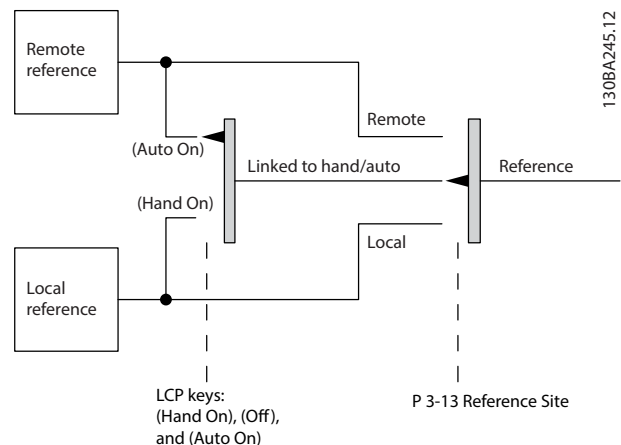 Remote
reference
130BA245.12
Remote
(Auto On)
Linked to hand/auto
Reference
(Hand On)
Local
Local
reference
LCP keys:
(Hand On), (Off),
and (Auto On)
P 3-13 Reference Site